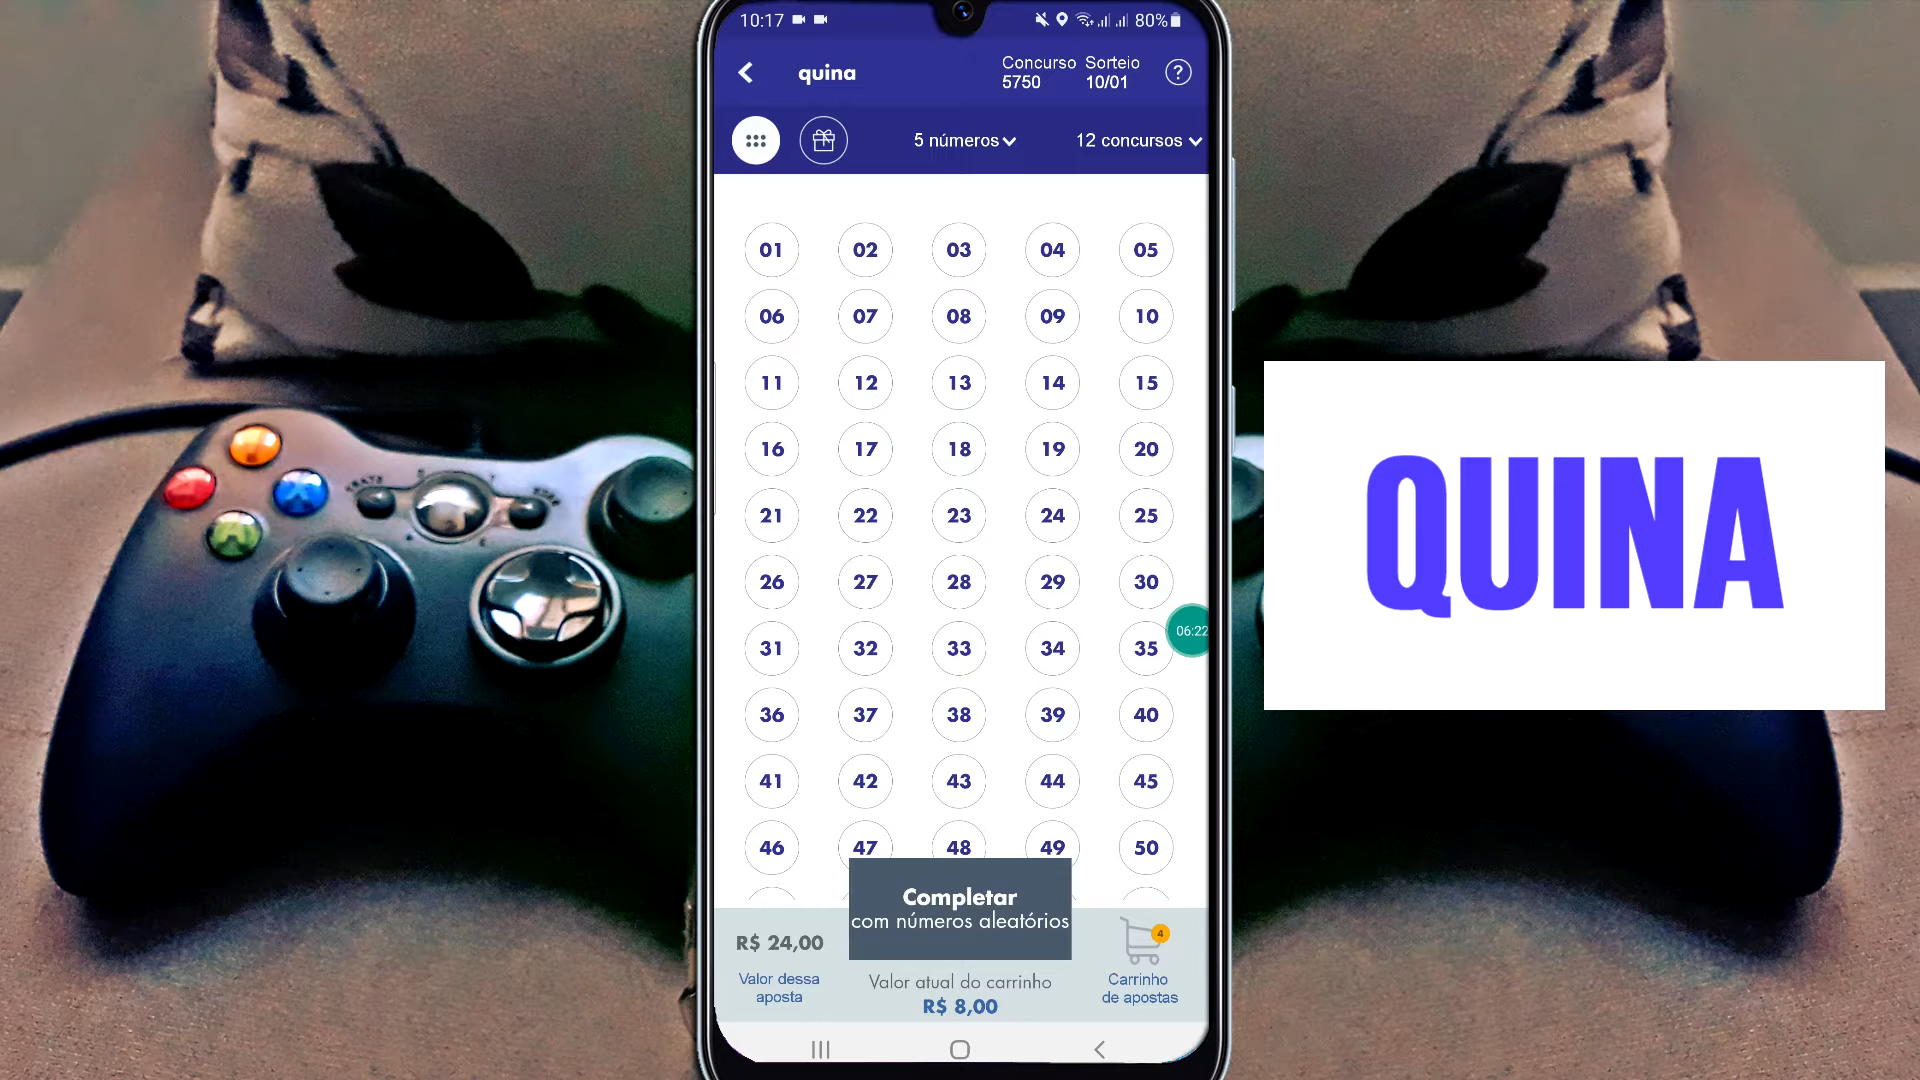 10:17 80%
quina
Concurso Sorteio
5750 10/01
?
5 números 12 concursos
01 02 03 04 05
06 07 08 09 10
11 12 13 14 15
16 17 18 19 20
21 22 23 24 25
26 27 28 29 30
06:22
31 32 33 34 35
36 37 38 39 40
41 42 43 44 45
46 47 48 49 50
Completar
com números aleatórios
R$ 24,00
Valor dessa
aposta
Valor atual do carrinho
R$ 8,00
4
Carrinho
de apostas
QUINA